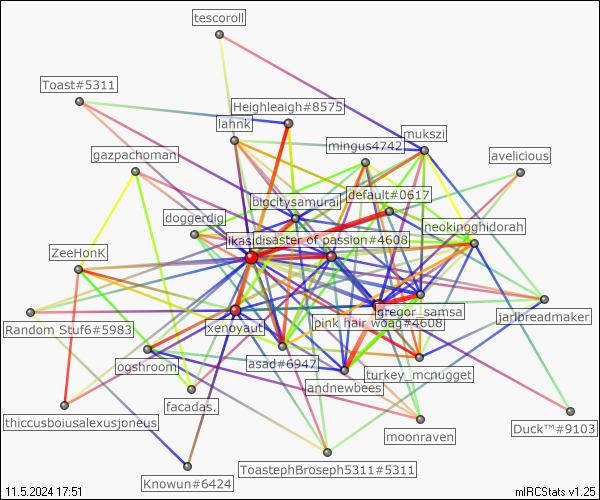 tescoroll
Toast#5311
Heighleaigh#8575
lahnk
mukszi
mingus4742
gazpachoman
avelicious
default#0617
bigcitysamurai
doggerdig
neokingghidorah
disaster of passion#4608
ZeeHonK
gregor_samsa
jarlbreadmaker
pink hair woag#4608
Random Stuf6#5983
xenoyaut
asad#6947
ogshroom
turkey_mcnugget
andnewbees
facadas.
thiccusboiusalexusjoneus
Duck™#9103
moonraven
ToastephBroseph5311#5311
Knowun#6424
11.5.2024 17:51
mIRCStats v1.25